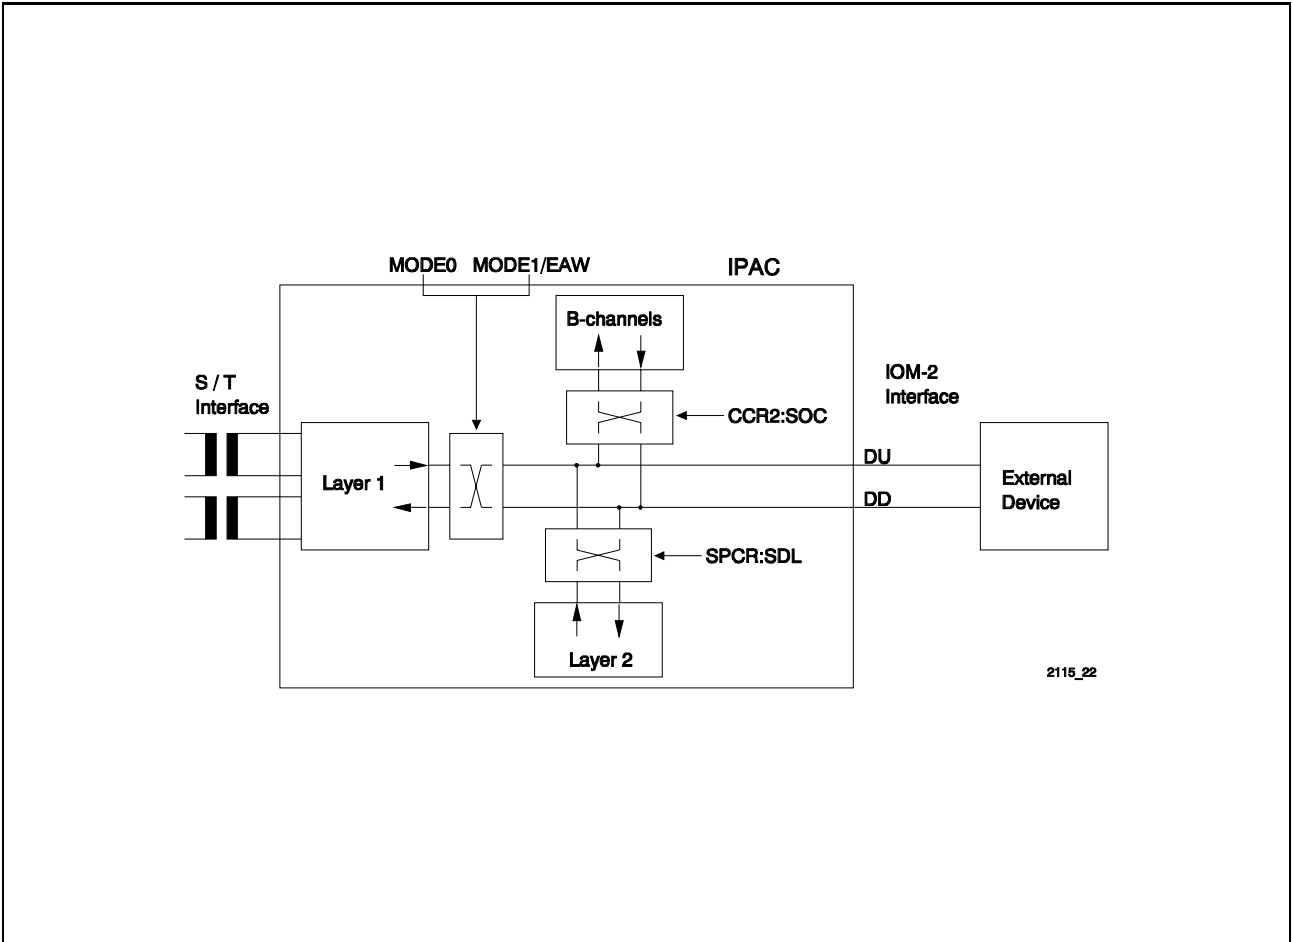 MODE0 MODE1/EAW
IPAC
B-channels
S / T
Interface
IOM-2
Interface
CCR2:SOC
DU
Layer 1
External
Device
DD
SPCR:SDL
Layer 2
2115_22